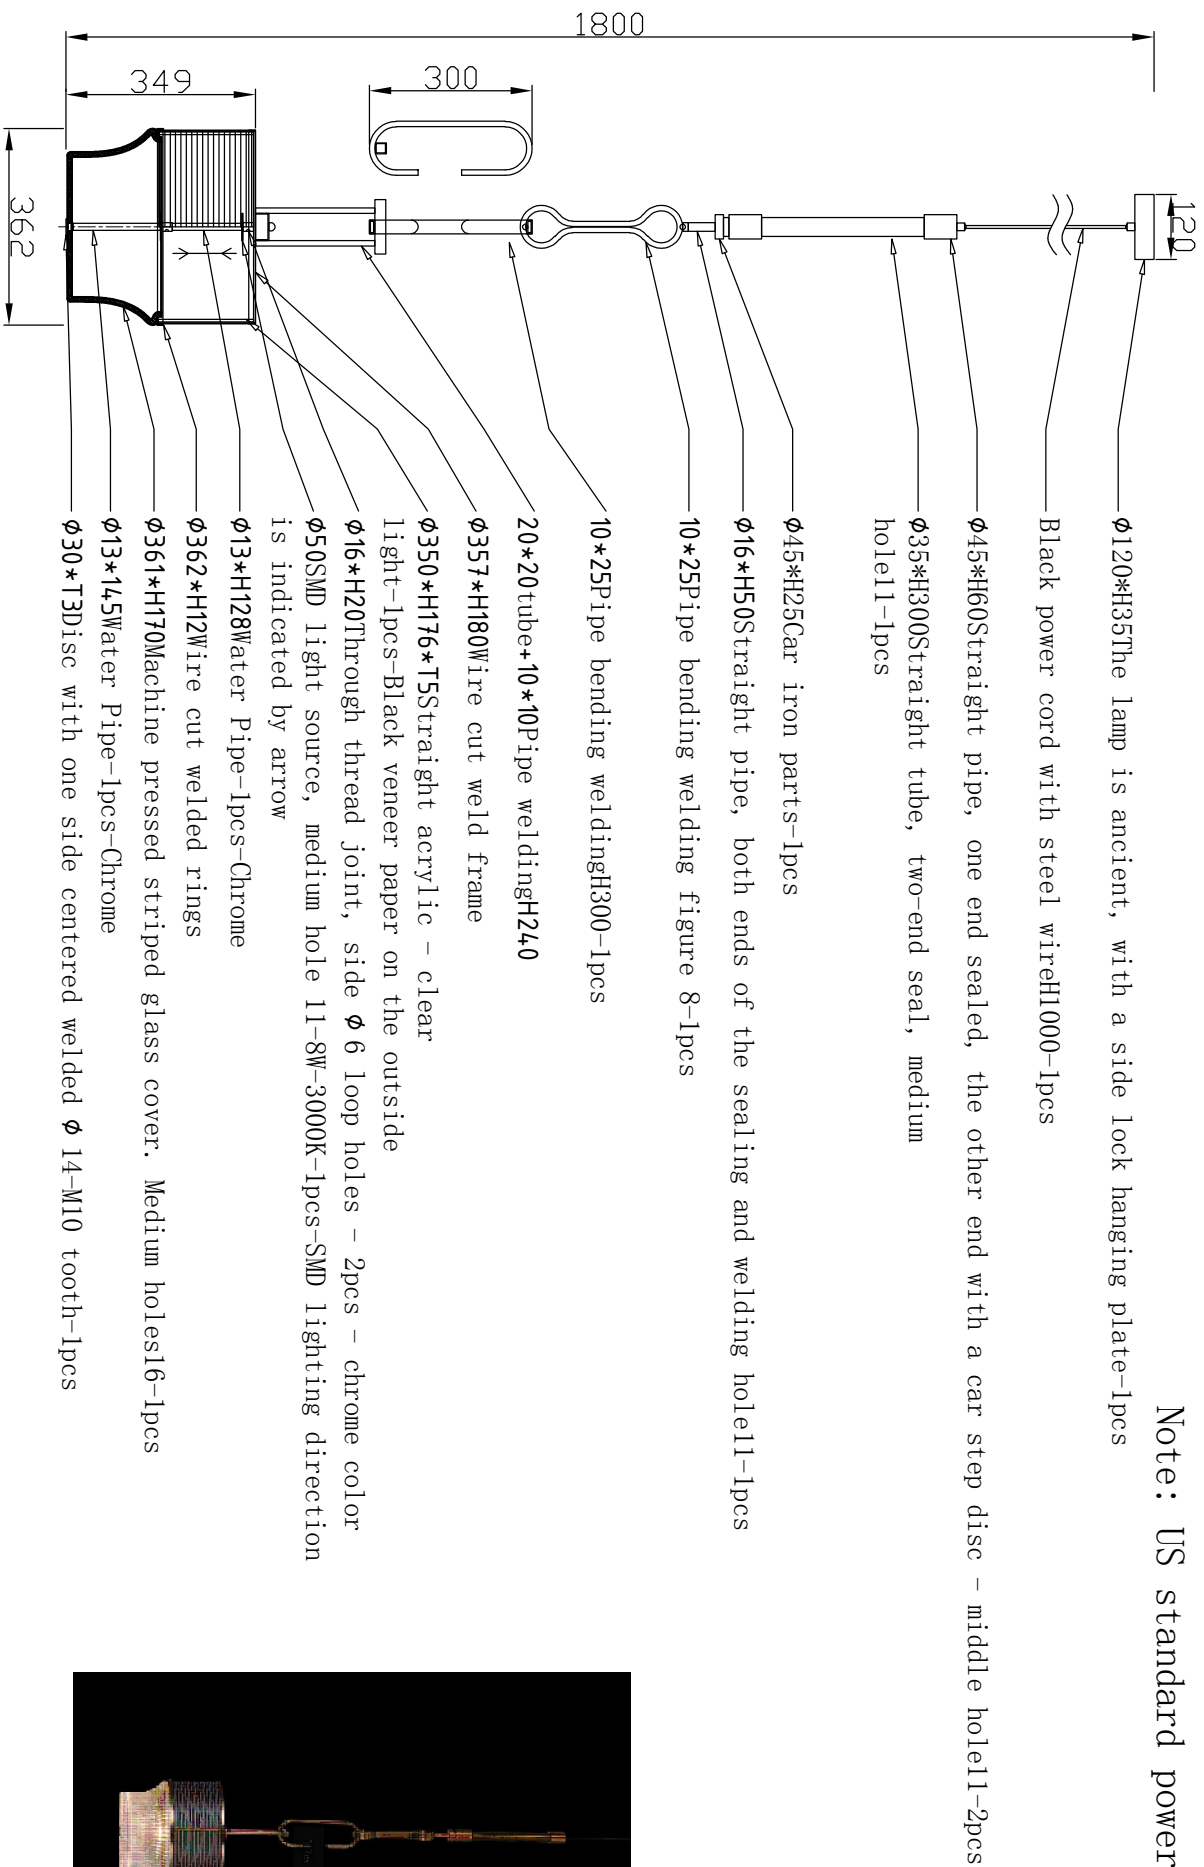 Note: US standard power
1800
349
300
362
120
ϕ120*H35The lamp is ancient, with a side lock hanging plate-1pcs
Black power cord with steel wireH1000-1pcs
ϕ45*H60Straight pipe, one end sealed, the other end with a car step disc - middle hole11-2pcs
ϕ35*H300Straight tube, two-end seal, medium
hole11-1pcs
ϕ45*H25Car iron parts-1pcs
ϕ16*H50Straight pipe, both ends of the sealing and welding hole11-1pcs
10*25Pipe bending welding figure 8-1pcs
10*25Pipe bending weldingH300-1pcs
20*20tube+10*10Pipe weldingH240
ϕ357*H180Wire cut weld frame
ϕ350*H176*T5Straight acrylic - clear
light-1pcs-Black veneer paper on the outside
ϕ16*H20Through thread joint, side ϕ 6 loop holes - 2pcs - chrome color
ϕ50SMD light source, medium hole 11-8W-3000K-1pcs-SMD lighting direction
is indicated by arrow
ϕ13*H128Water Pipe-1pcs-Chrome
ϕ362*H12Wire cut welded rings
ϕ361*H170Machine pressed striped glass cover. Medium holes16-1pcs
ϕ13*145Water Pipe-1pcs-Chrome
ϕ30*T3Disc with one side centered welded ϕ 14-M10 tooth-1pcs